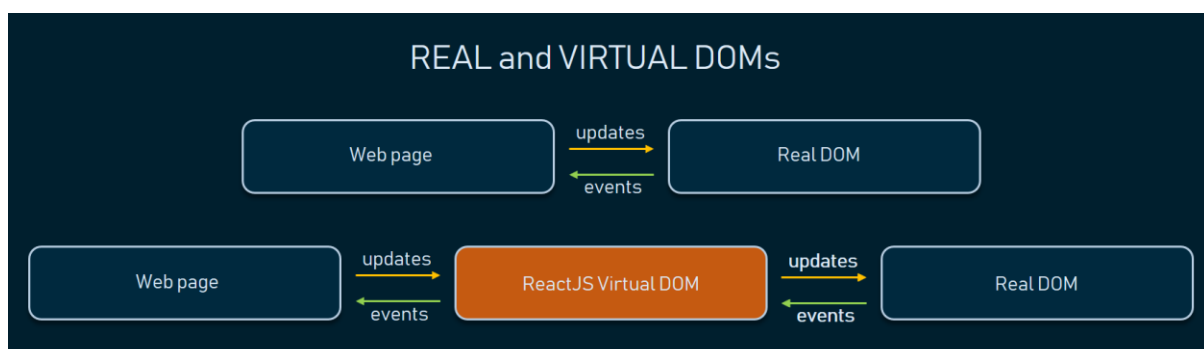 REAL and VIRTUAL DOMs
updates
Web page
Real DOM
events
updates
updates
Web page
ReactJS Virtual DOM
Real DOM
events
events